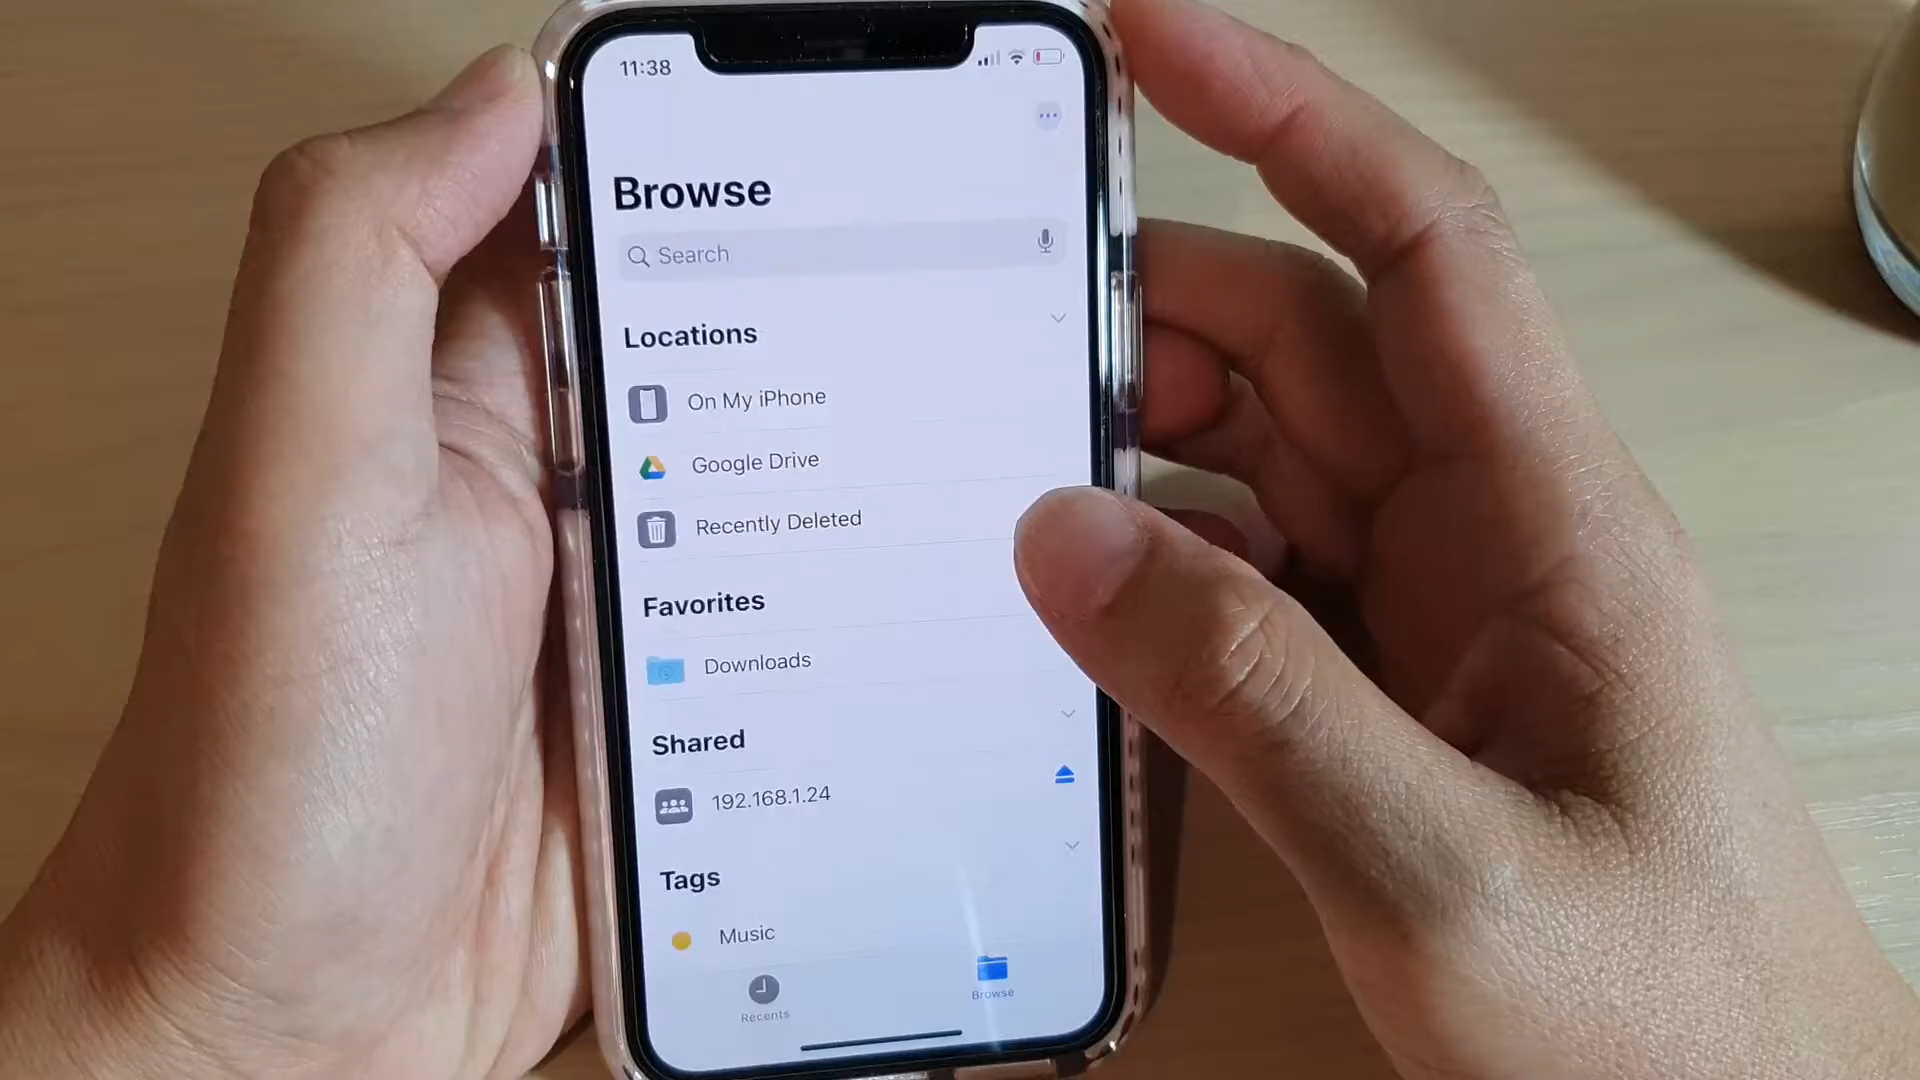 11:38
Browse
Search
Locations
On My iPhone
Google Drive
Recently Deleted
Favorites
Downloads
Shared
192.168.1.24
Tags
Music
Recents
Browse